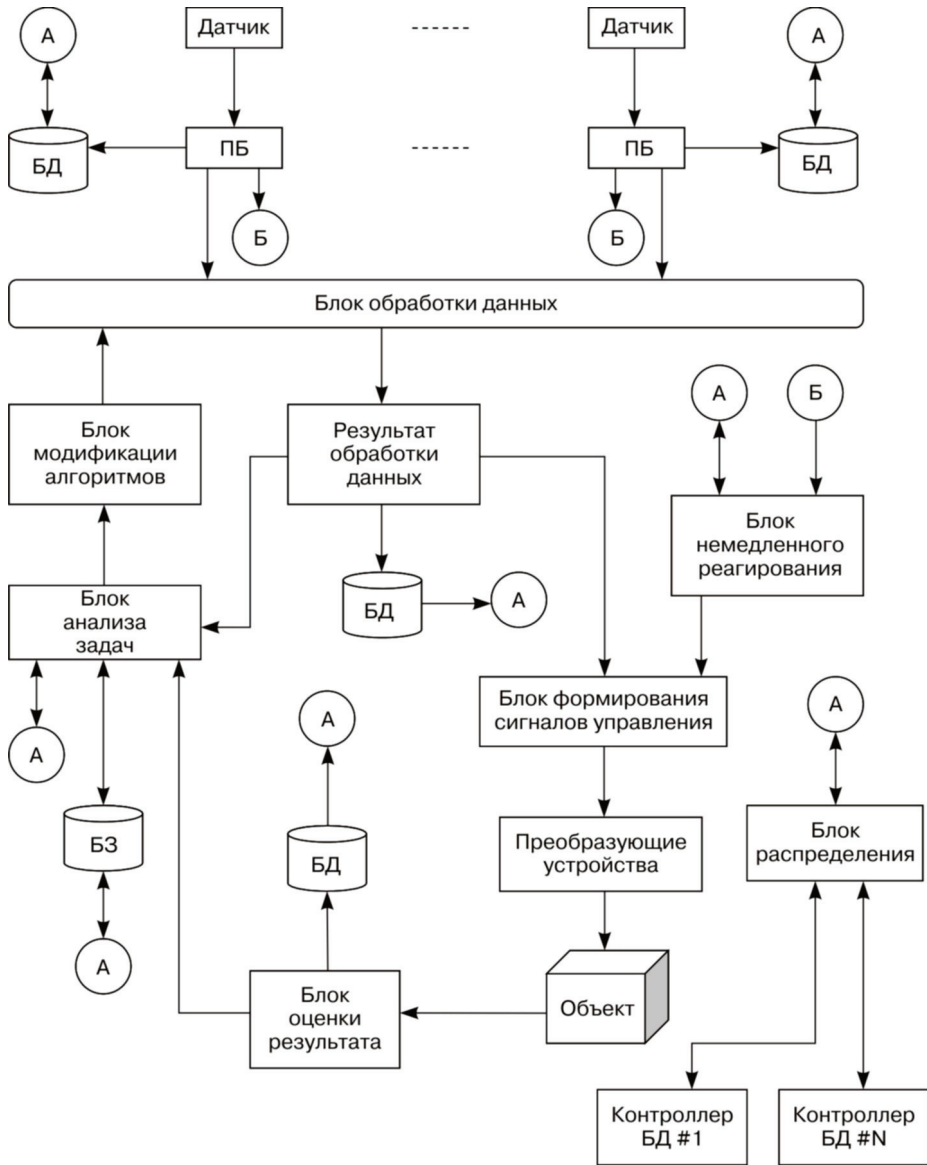 А
Датчик
Датчик
А
БД
ПБ
ПБ
БД
Б
Б
Блок обработки данных
А
Б
Блок
модификации
алгоритмов
Результат
обработки
данных
Блок
немедленного
реагирования
Блок
анализа
задач
БД
А
А
Блок формирования
сигналов управления
А
А
БЗ
БД
Преобразующие
устройства
Блок
распределения
А
Блок
оценки
результата
Объект
Контроллер
БД #1
Контроллер
БД #N